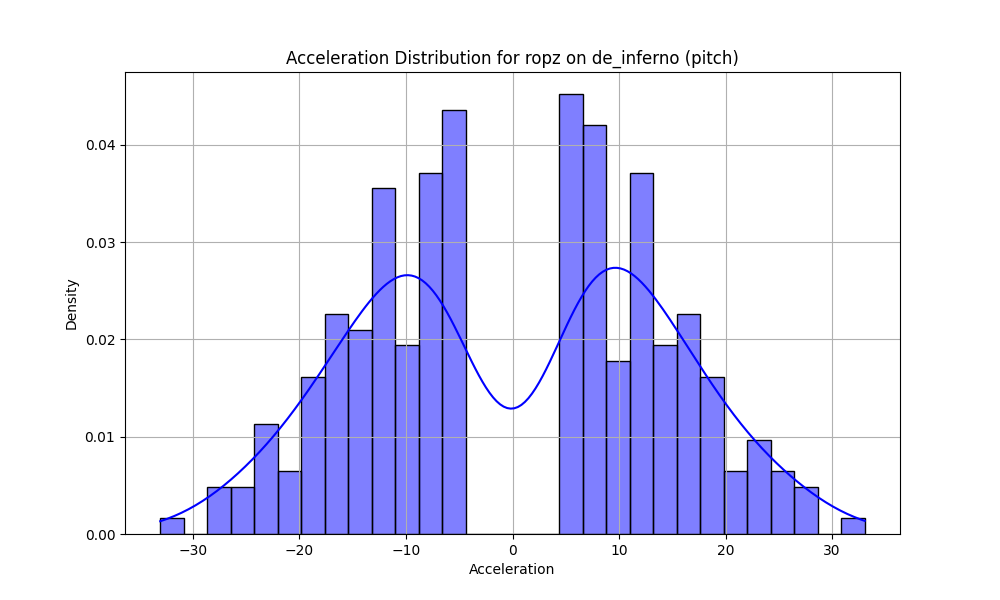 Acceleration Distribution for ropz on de_inferno (pitch)
Density
0.04
0.03
0.02
0.01
0.00
−30 −20 −10 0 10 20 30
Acceleration